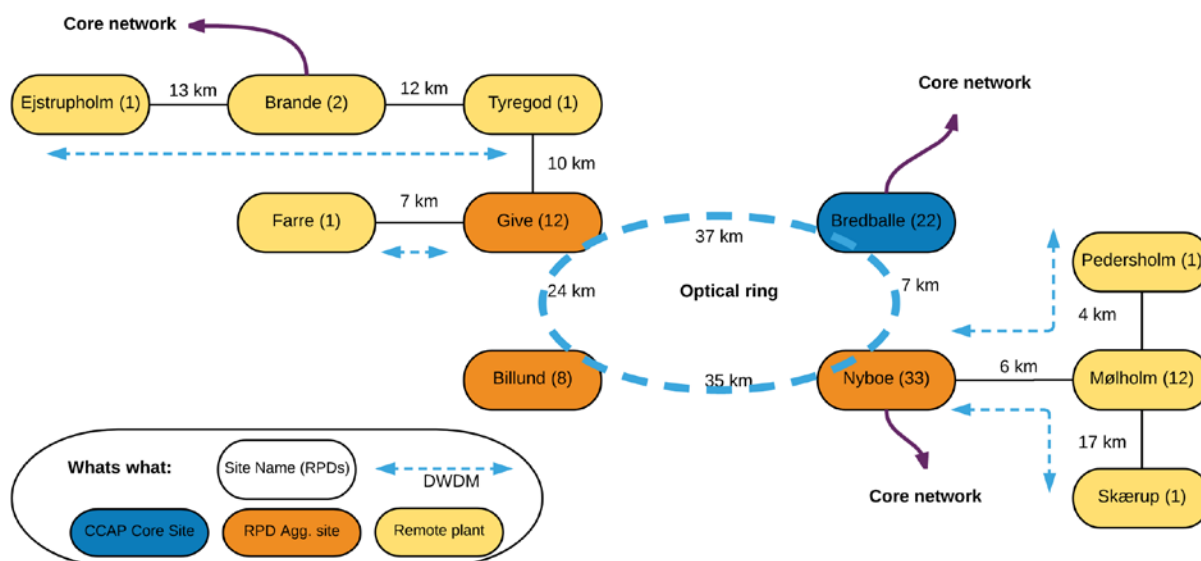 Core network
Ejstrupholm (1)
13 km
Brande (2)
12 km
Tyregod (1)
Core network
10 km
Farre (1)
7 km
Give (12)
Bredballe (22)
37 km
Pedersholm (1)
24 km
Optical ring
7 km
4 km
Billund (8)
35 km
Nyboe (33)
6 km
Mølholm (12)
17 km
Whats what:
Site Name (RPDs)
DWDM
Core network
Skærup (1)
CCAP Core Site
RPD Agg. site
Remote plant